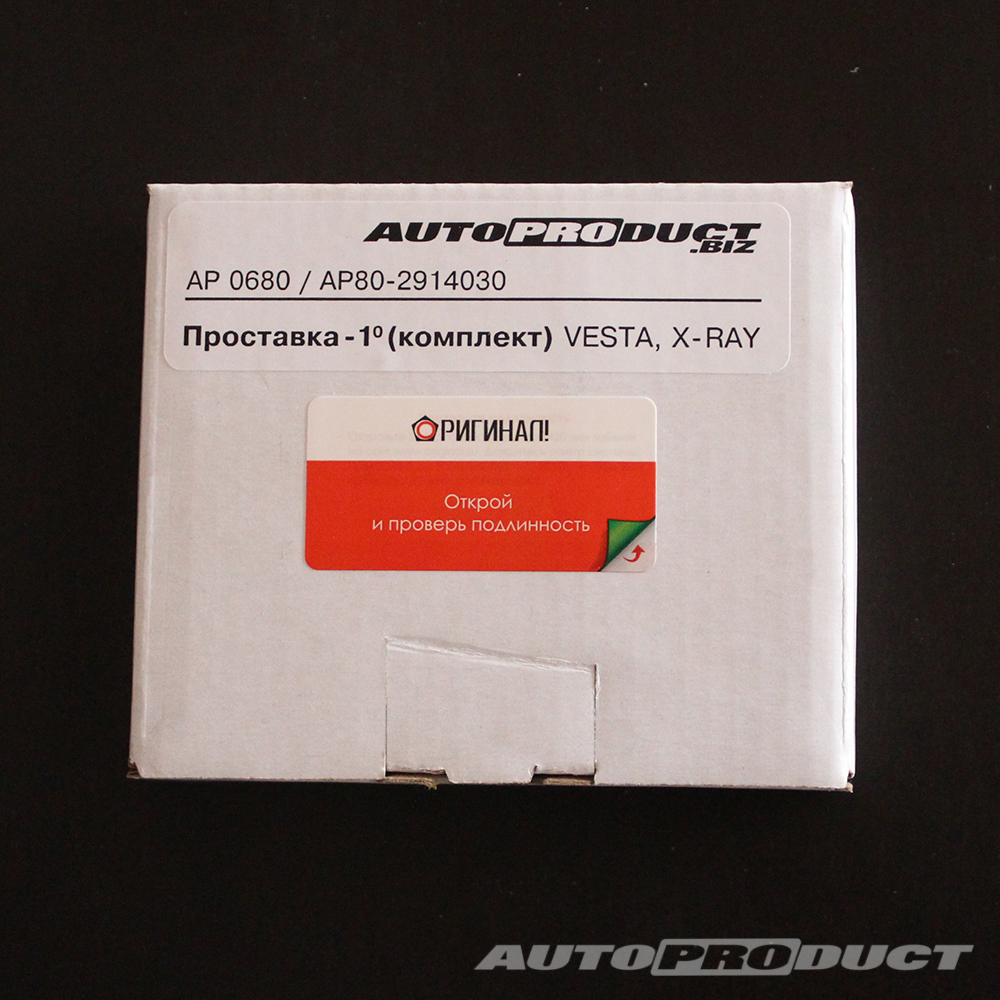 AUTOPRODUCT
.BIZ
AP 0680 / AP80-2914030
Проставка -1⁰ (комплект) VESTA, X-RAY
ОРИГИНАЛ!
Открой
и проверь подлинность
AUTOPRODUCT